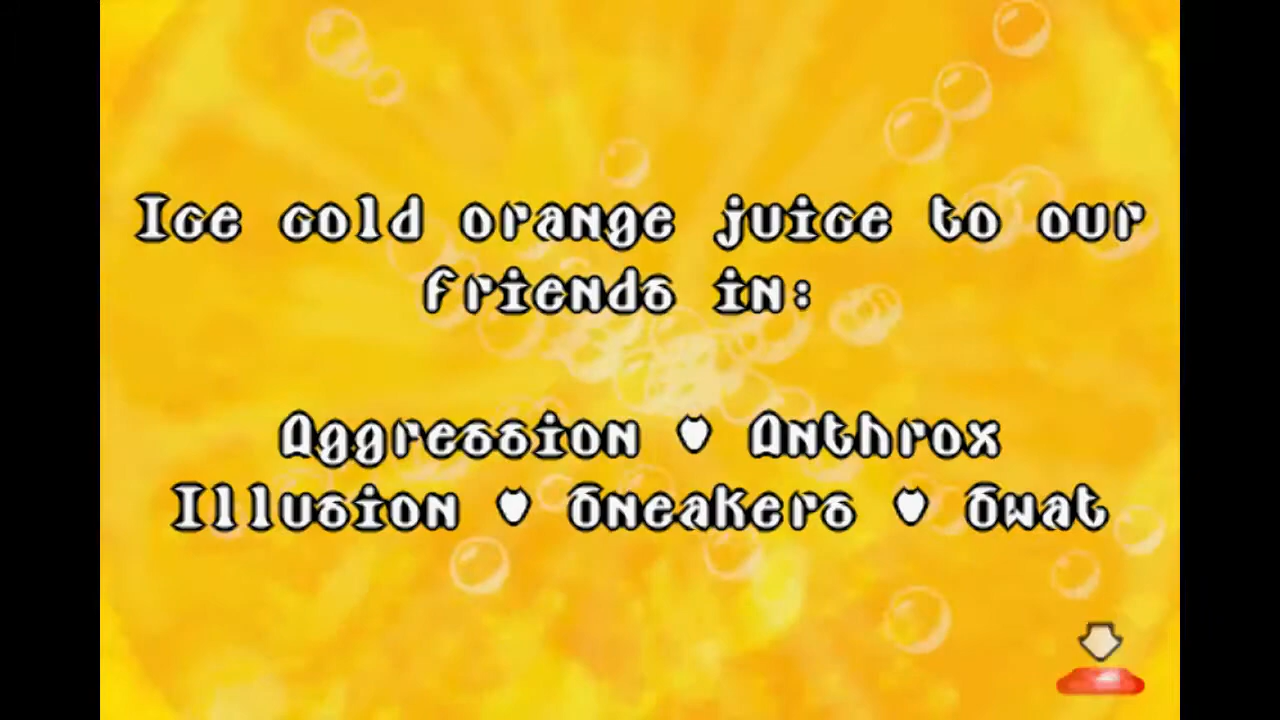 Ice cold orange juice to our
friends in:
Aggression ♥ Anthrox
Illusion ♥ Sneakers ♥ Swat